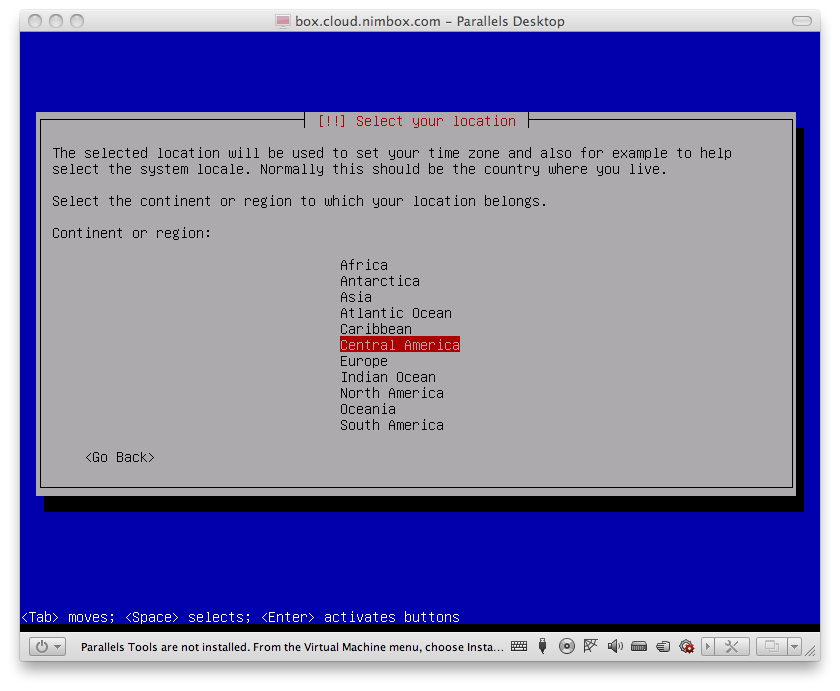 box.cloud.nimbox.com – Parallels Desktop
[!!] Select your location
The selected location will be used to set your time zone and also for example to help
select the system locale. Normally this should be the country where you live.
Select the continent or region to which your location belongs.
Continent or region:
Africa
Antarctica
Asia
Atlantic Ocean
Caribbean
Central America
Europe
Indian Ocean
North America
Oceania
South America
<Go Back>
<Tab> moves; <Space> selects; <Enter> activates buttons
Parallels Tools are not installed. From the Virtual Machine menu, choose Insta...